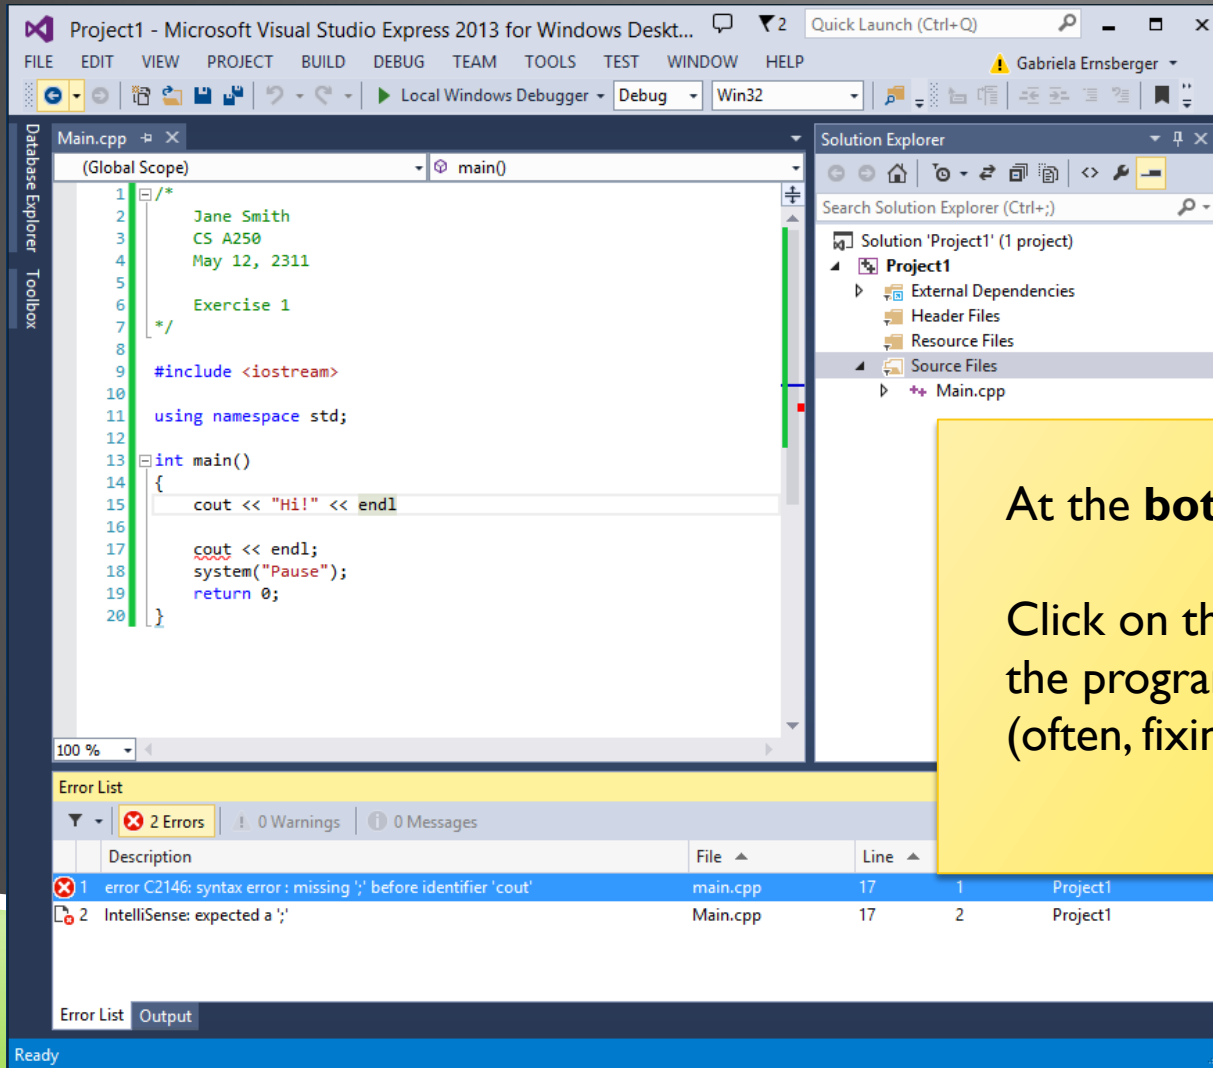 Project1 - Microsoft Visual Studio Express 2013 for Windows Deskt...
2
Quick Launch (Ctrl+Q)
FILE EDIT VIEW PROJECT BUILD DEBUG TEAM TOOLS TEST WINDOW HELP
Gabriela Ernsberger
Local Windows Debugger Debug Win32
Database Explorer
Toolbox
Main.cpp
(Global Scope) main()
1 /*
2 Jane Smith
3 CS A250
4 May 12, 2311
5
6 Exercise 1
7 */
8
9 #include <iostream>
10
11 using namespace std;
12
13 int main()
14 {
15 cout << "Hi!" << endl
16
17 cout << endl;
18 system("Pause");
19 return 0;
20 }
100 %
Solution Explorer
Search Solution Explorer (Ctrl+;)
Solution 'Project1' (1 project)
Project1
External Dependencies
Header Files
Resource Files
Source Files
Main.cpp
At the
Click on
the
(often,
Error List
2 Errors 0 Warnings 0 Messages
Description File Line
1 error C2146: syntax error : missing ';' before identifier 'cout' main.cpp 17 1 Project1
2 IntelliSense: expected a ';' Main.cpp 17 2 Project1
Error List Output
Ready